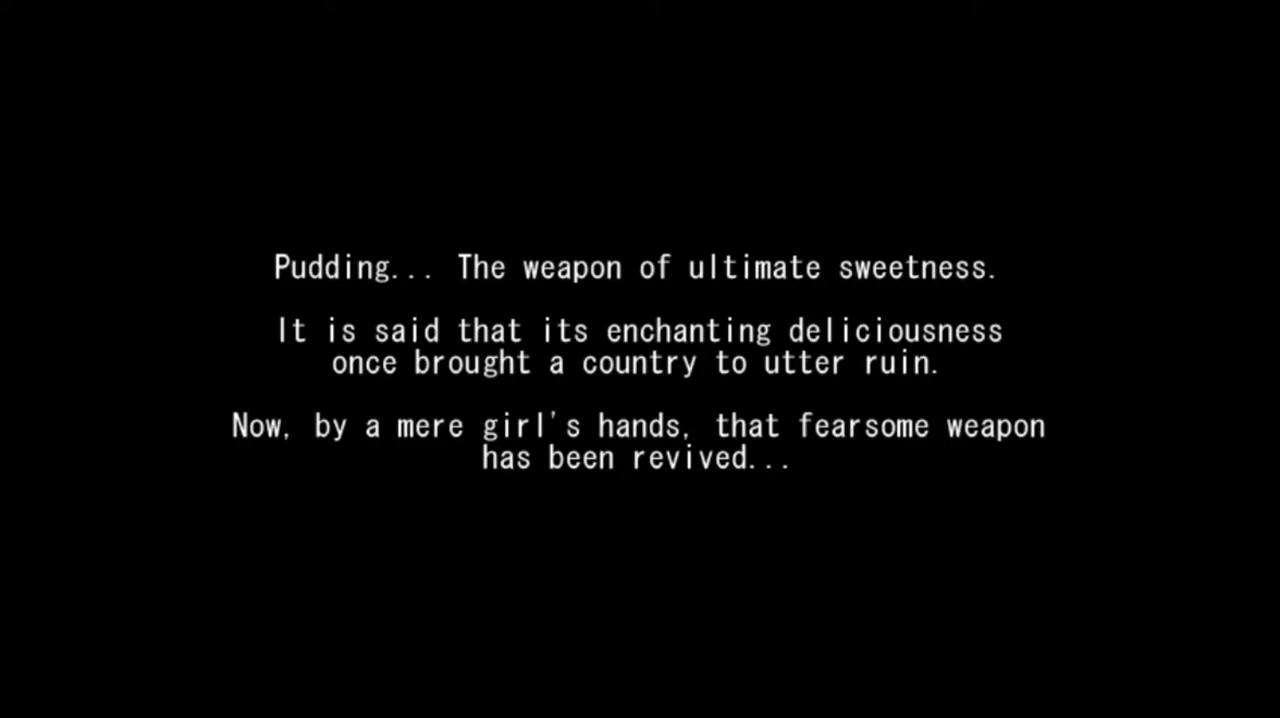 Pudding... The weapon of ultimate sweetness.
It is said that its enchanting deliciousness
once brought a country to utter ruin.
Now, by a mere girl's hands, that fearsome weapon
has been revived...